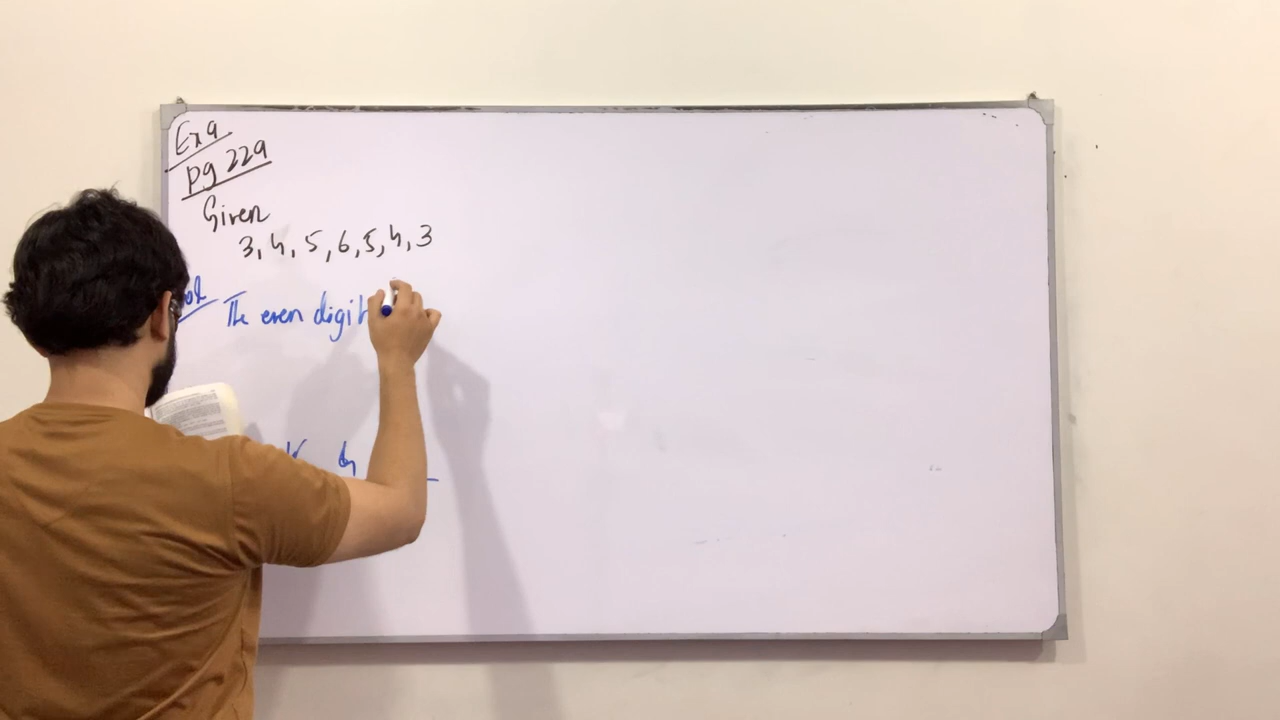 Ex 9
pg 229
Given
3, 4, 5, 6, 5, 4, 3
The even digit